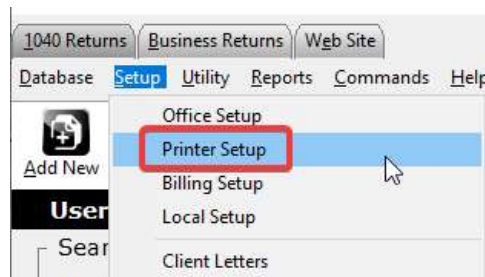 1040 Returns Business Returns Web Site
Database Setup Utility Reports Commands Help
Office Setup
Printer Setup
Add New
Billing Setup
User
Local Setup
Sear
Client Letters